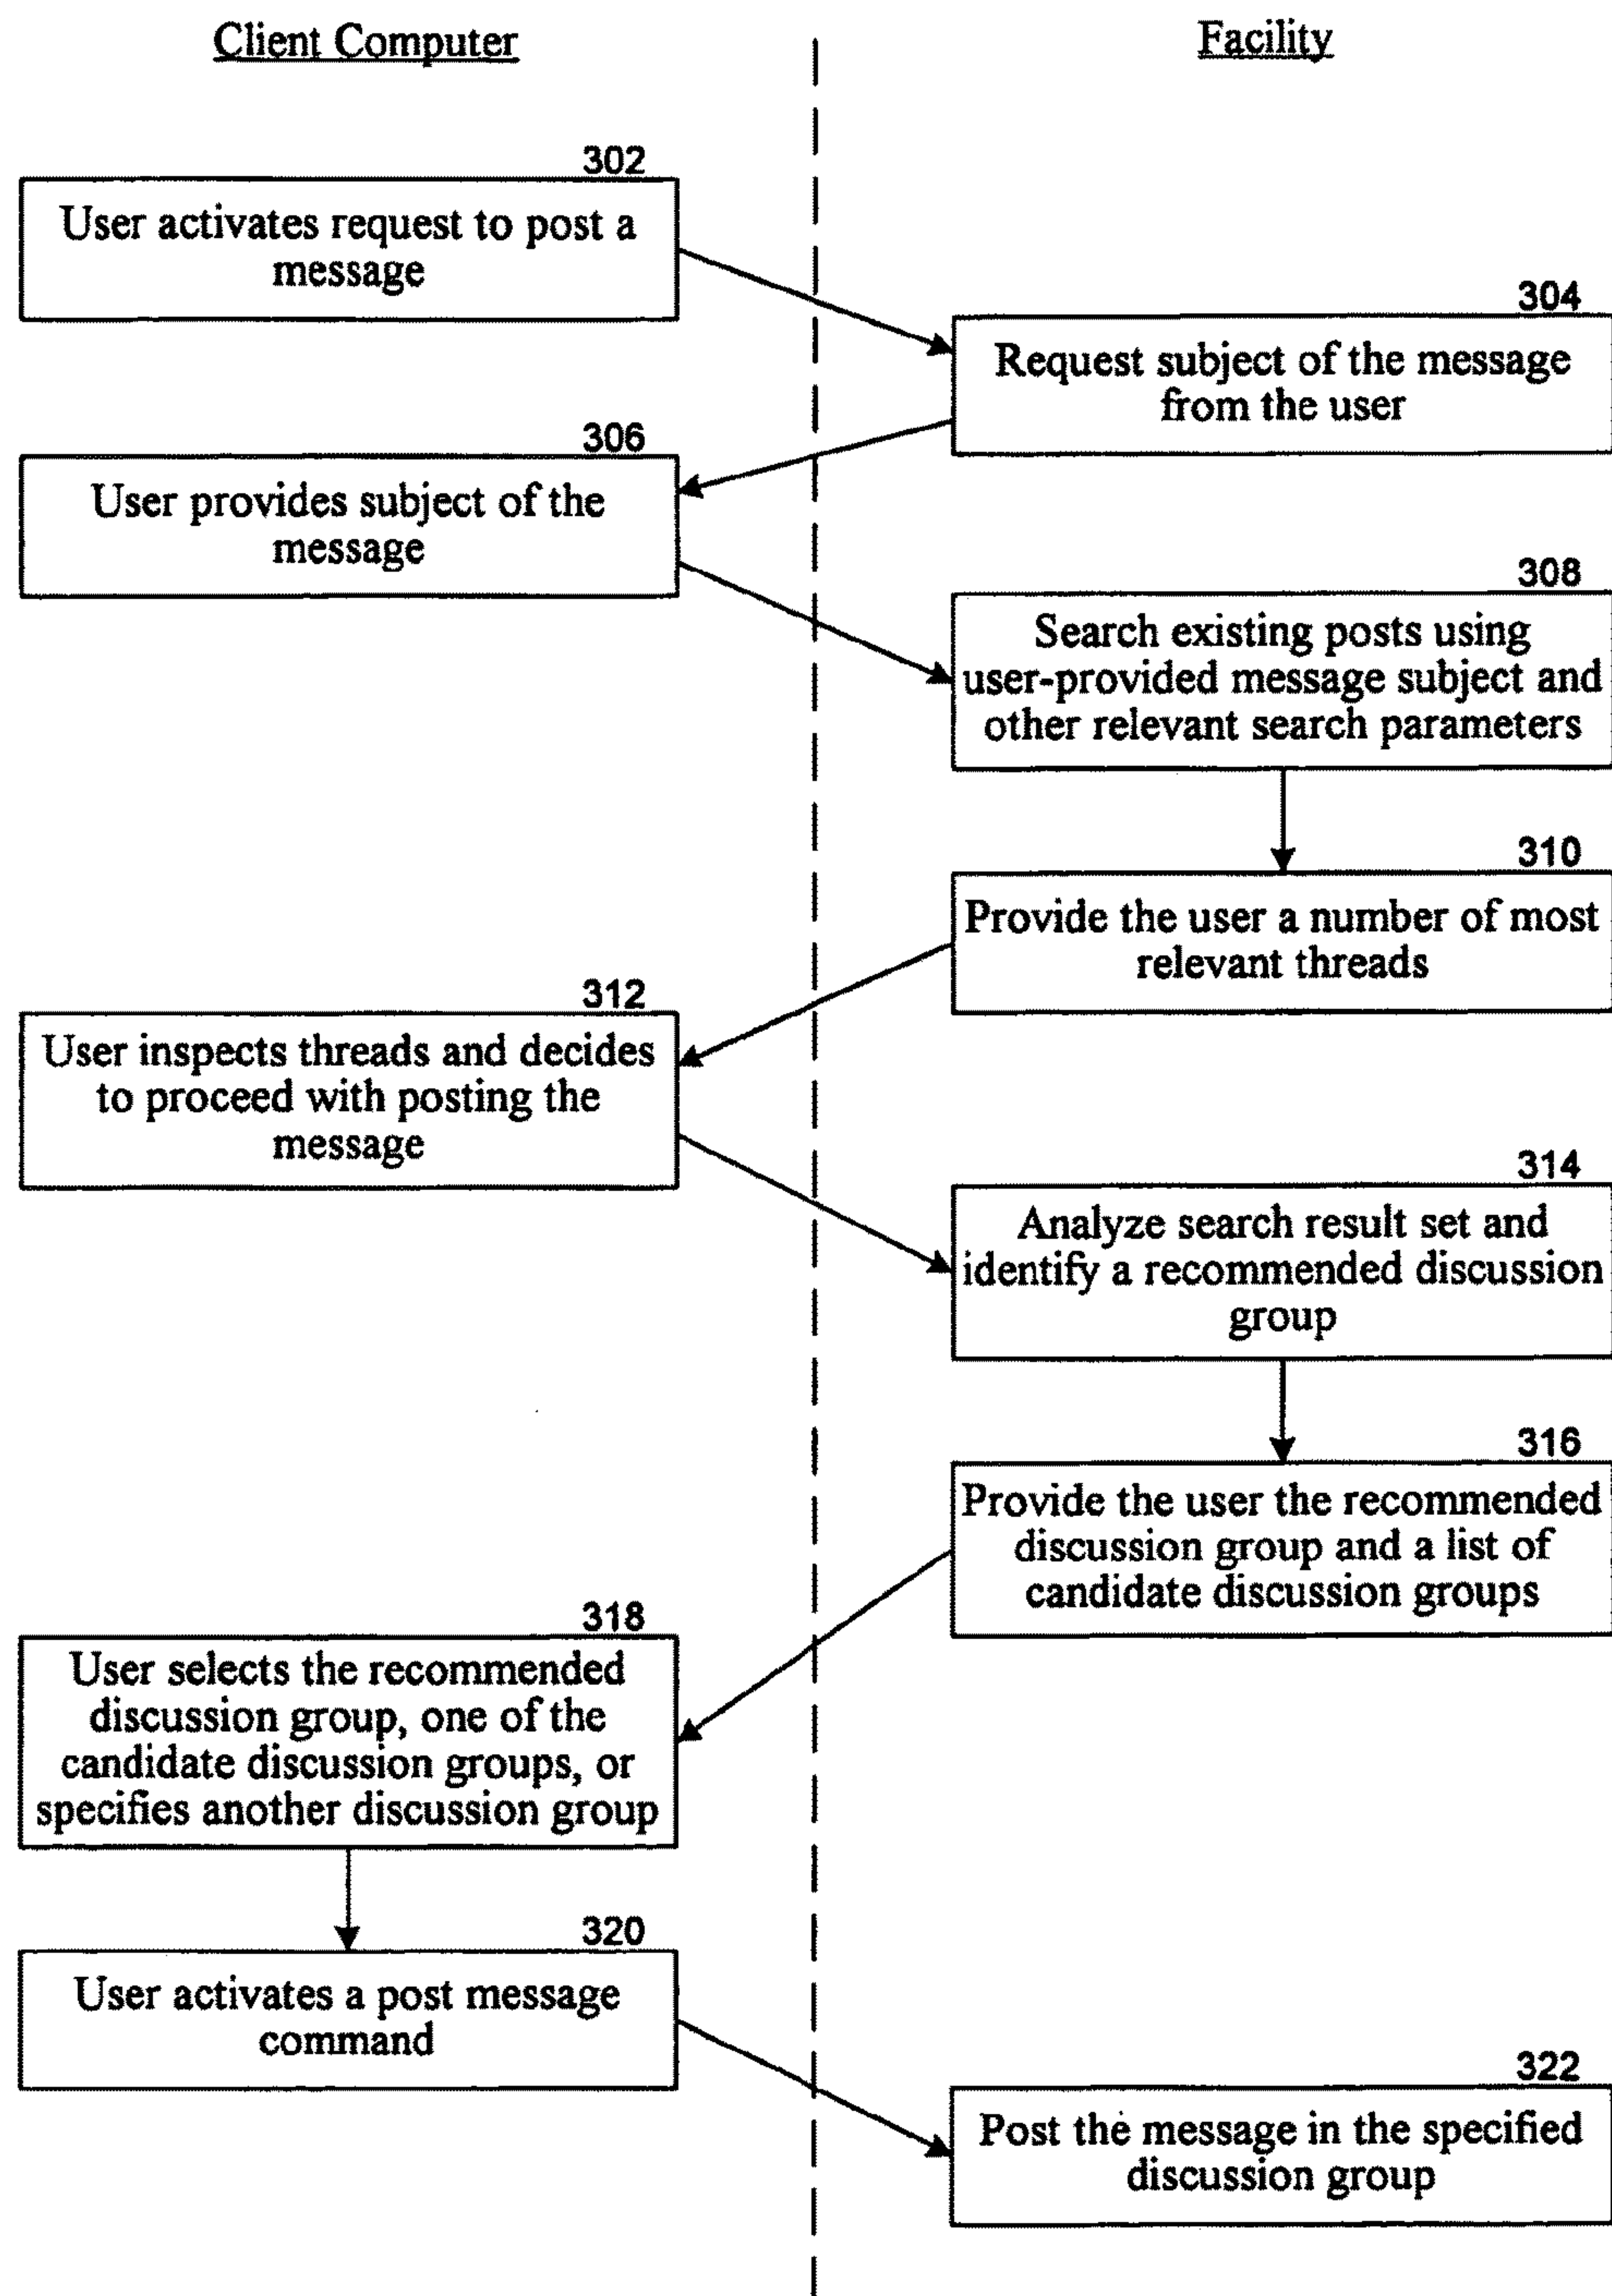 Client Computer
Facility
302
User activates request to post a
message
304
Request subject of the message
from the user
306
User provides subject of the
message
308
Search existing posts using
user-provided message subject and
other relevant search parameters
310
Provide the user a number of most
relevant threads
312
User inspects threads and decides
to proceed with posting the
message
314
Analyze search result set and
identify a recommended discussion
group
316
Provide the user the recommended
discussion group and a list of
candidate discussion groups
318
User selects the recommended
discussion group, one of the
candidate discussion groups, or
specifies another discussion group
320
User activates a post message
command
322
Post the message in the specified
discussion group